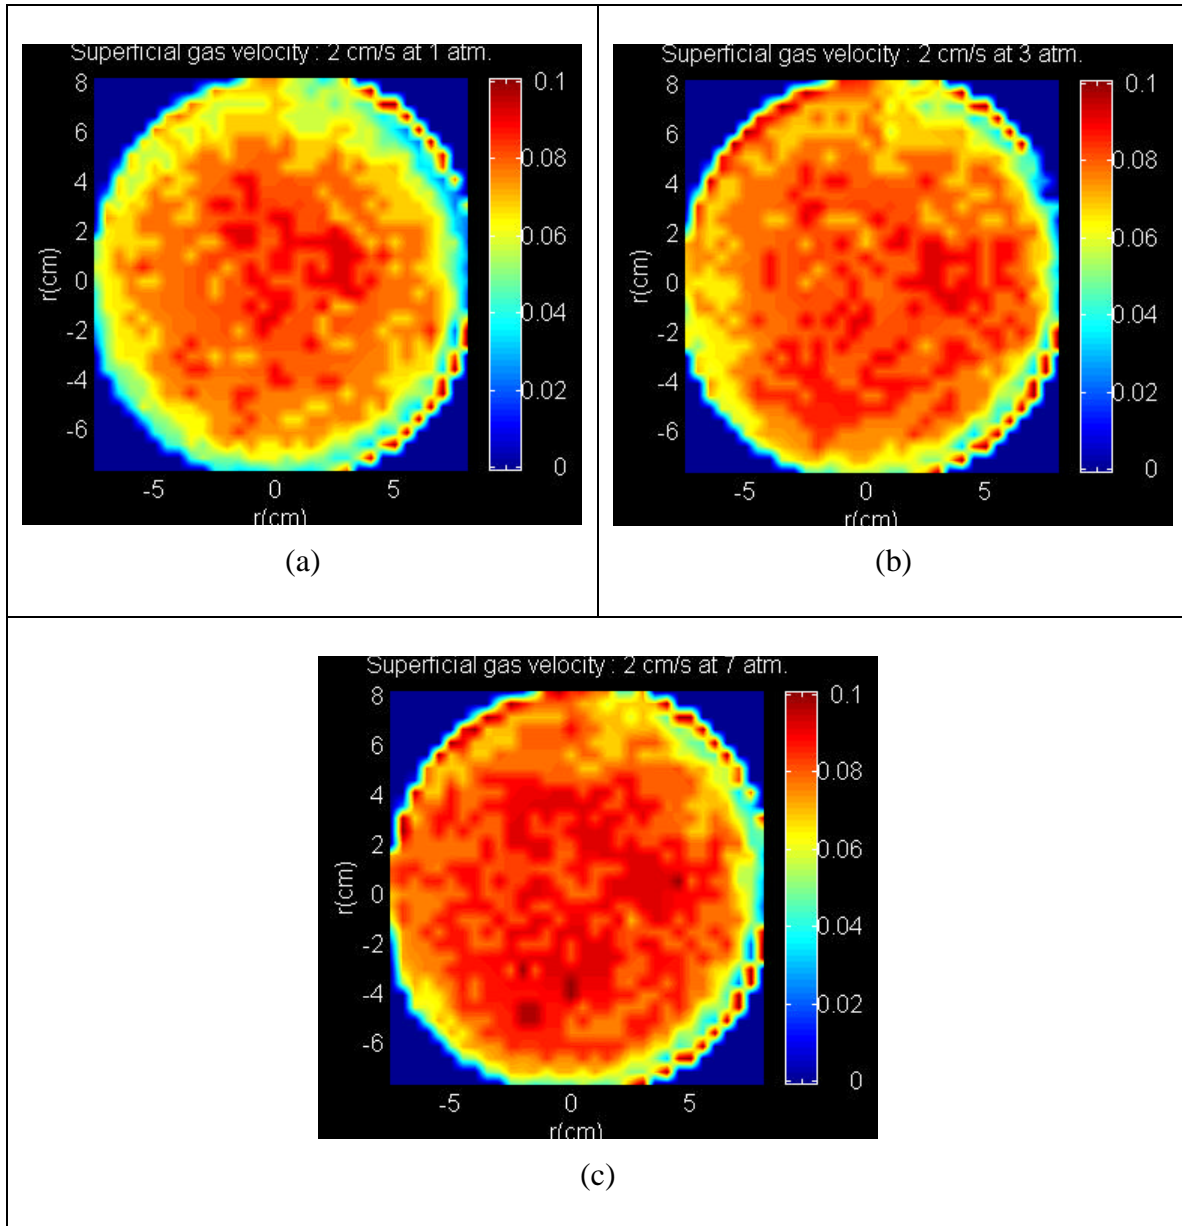 Superficial gas velocity : 2 cm/s at 1 atm.
8
6
4
2
0
-2
-4
-6
r(cm)
-5 0 5
r(cm)
0.1
0.08
0.06
0.04
0.02
0
(a)
Superficial gas velocity : 2 cm/s at 3 atm.
8
6
4
2
0
-2
-4
-6
r(cm)
-5 0 5
r(cm)
0.1
0.08
0.06
0.04
0.02
0
(b)
Superficial gas velocity : 2 cm/s at 7 atm.
8
6
4
2
0
-2
-4
-6
r(cm)
-5 0 5
r(cm)
0.1
0.08
0.06
0.04
0.02
0
(c)